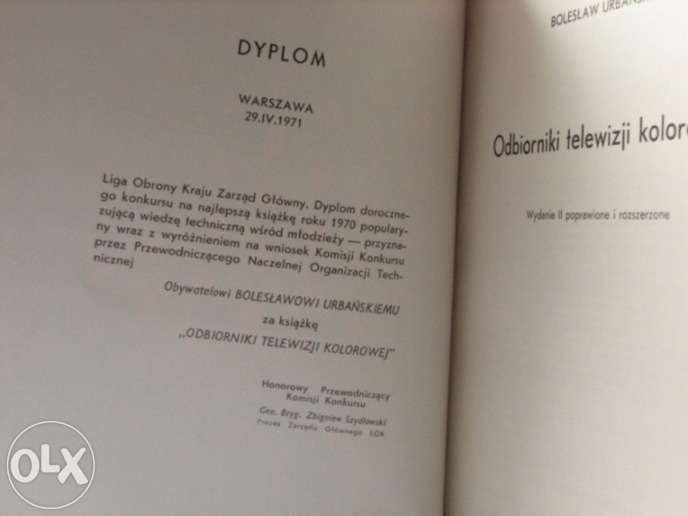 DYPLOM
WARSZAWA
29.IV.1971
Liga Obrony Kraju Zarząd Główny. Dyplom doroczne-
go konkursu na najlepszą książkę roku 1970 populary-
zującą wiedzę techniczną wśród młodzieży — przyzna-
ny wraz z wyróżnieniem na wniosek Komisji Konkursu
przez Przewodniczącego Naczelnej Organizacji Tech-
nicznej
Obywatelowi BOLESŁAWOWI URBAŃSKIEMU
za książkę
„ODBIORNIKI TELEWIZJI KOLOROWEJ"
Honorowy Przewodniczący
Komisji Konkursu
Gen. Bryg. Zbigniew Szydłowski
Prezes Zarządu Głównego LOK
BOLESŁAW URBAŃSK
Odbiorniki telewizji koloro
Wydanie II poprawione i rozszerzone
OLX